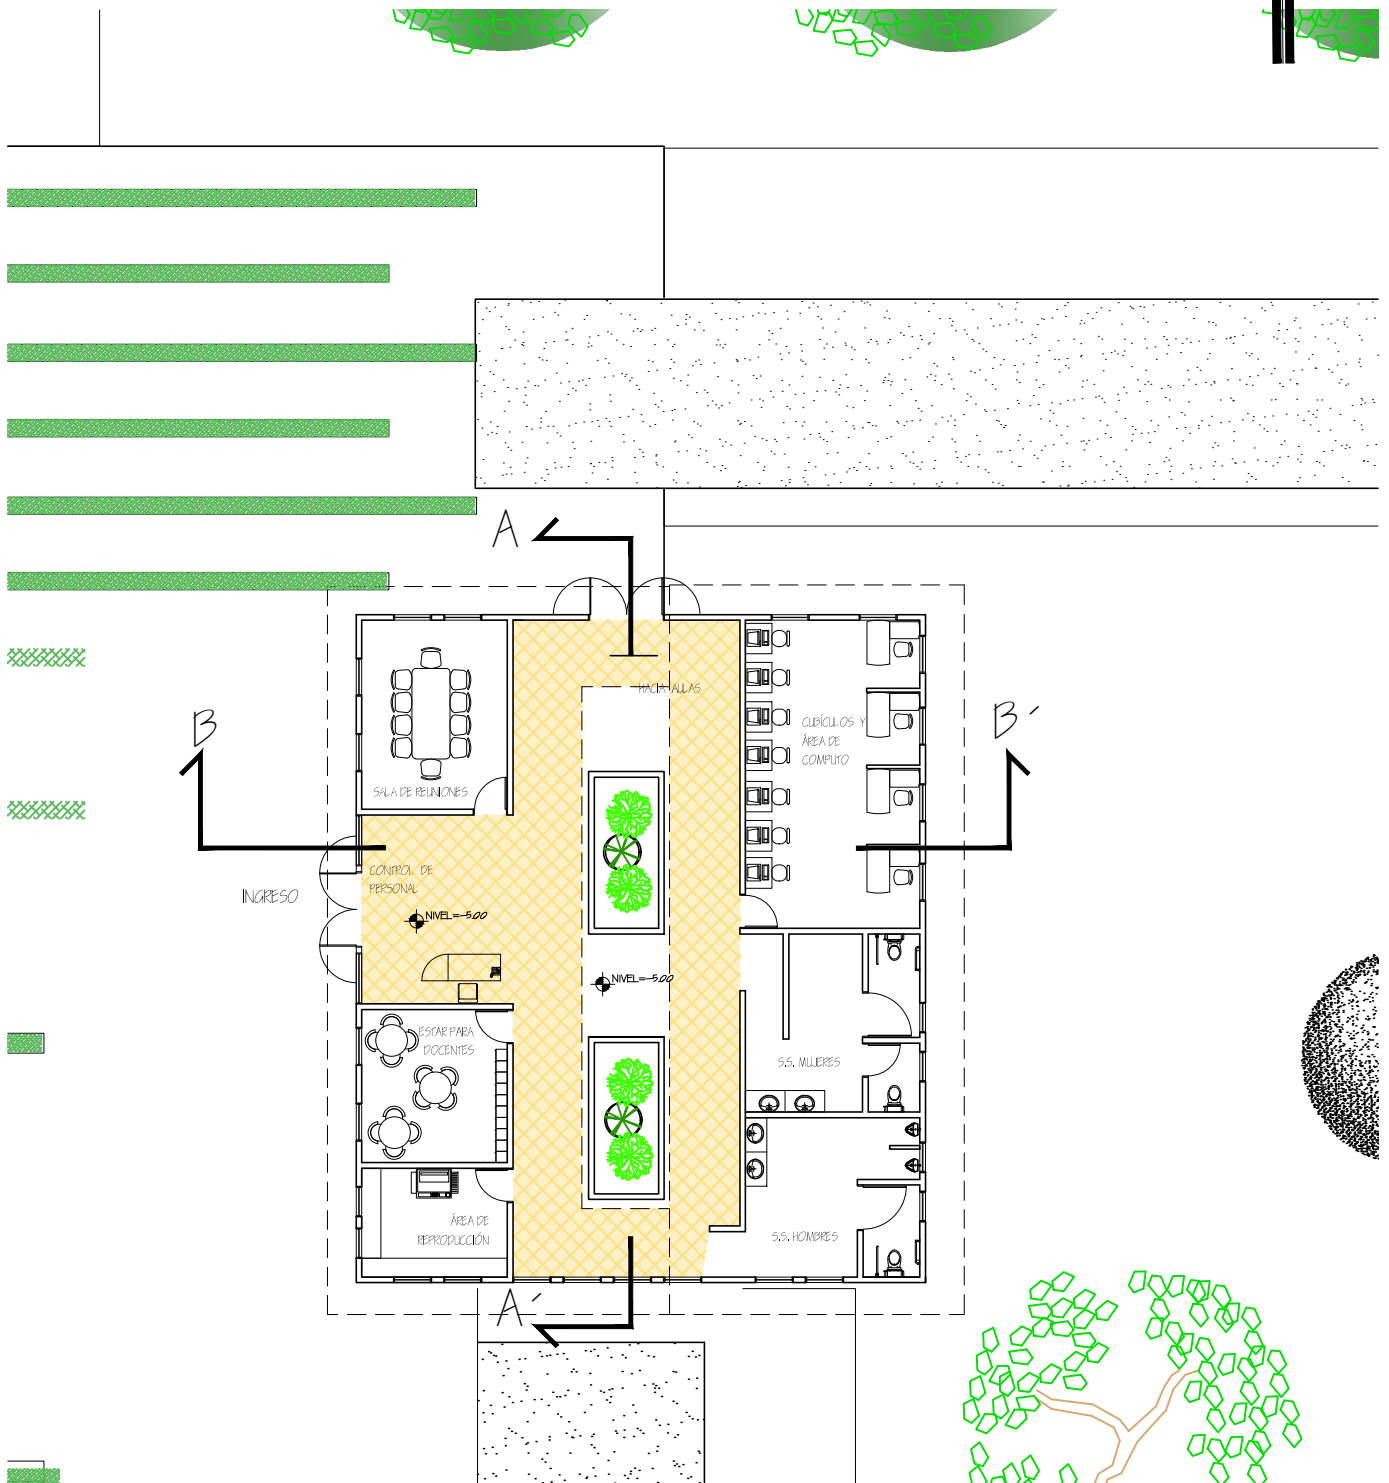 A
HACIA AULAS
B
CUBÍCULOS Y
ÁREA DE
COMPUTO
B´
SALA DE REUNIONES
CONTROL DE
PERSONAL
INGRESO
NIVEL=-5.00
NIVEL=-5.00
ESTAR PARA
DOCENTES
S.S. MUJERES
ÁREA DE
REPRODUCCIÓN
S.S. HOMBRES
A´